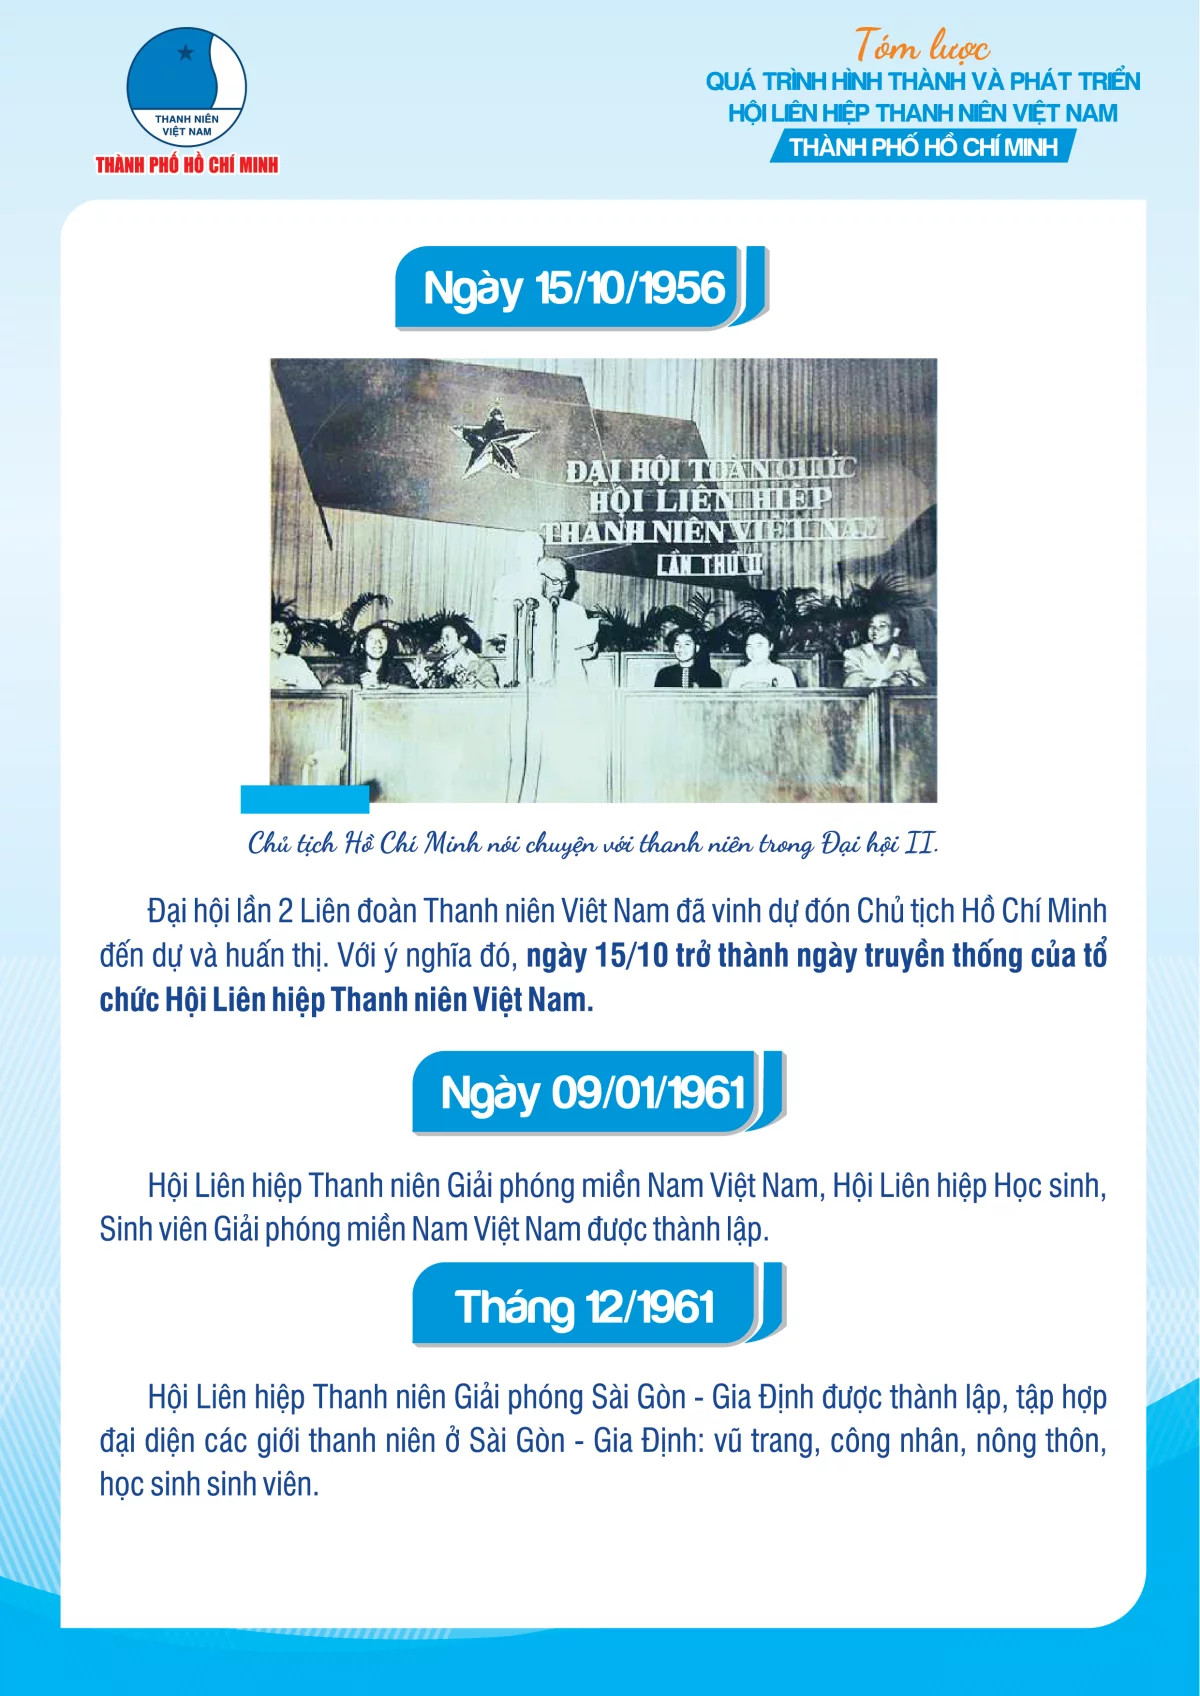 THANH NIÊN
VIỆT NAM
THÀNH PHỐ HỒ CHÍ MINH
Tóm lược
QUÁ TRÌNH HÌNH THÀNH VÀ PHÁT TRIỂN
HỘI LIÊN HIỆP THANH NIÊN VIỆT NAM
THÀNH PHỐ HỒ CHÍ MINH
Ngày 15/10/1956
ĐẠI HỘI TOÀN QUỐC
HỘI LIÊN HIỆP
THANH NIÊN VIỆT NAM
LẦN THỨ II
Chủ tịch Hồ Chí Minh nói chuyện với thanh niên trong Đại hội II.
Đại hội lần 2 Liên đoàn Thanh niên Viêt Nam đã vinh dự đón Chủ tịch Hồ Chí Minh
đến dự và huấn thị. Với ý nghĩa đó, ngày 15/10 trở thành ngày truyền thống của tổ
chức Hội Liên hiệp Thanh niên Việt Nam.
Ngày 09/01/1961
Hội Liên hiệp Thanh niên Giải phóng miền Nam Việt Nam, Hội Liên hiệp Học sinh,
Sinh viên Giải phóng miền Nam Việt Nam được thành lập.
Tháng 12/1961
Hội Liên hiệp Thanh niên Giải phóng Sài Gòn - Gia Định được thành lập, tập hợp
đại diện các giới thanh niên ở Sài Gòn - Gia Định: vũ trang, công nhân, nông thôn,
học sinh sinh viên.